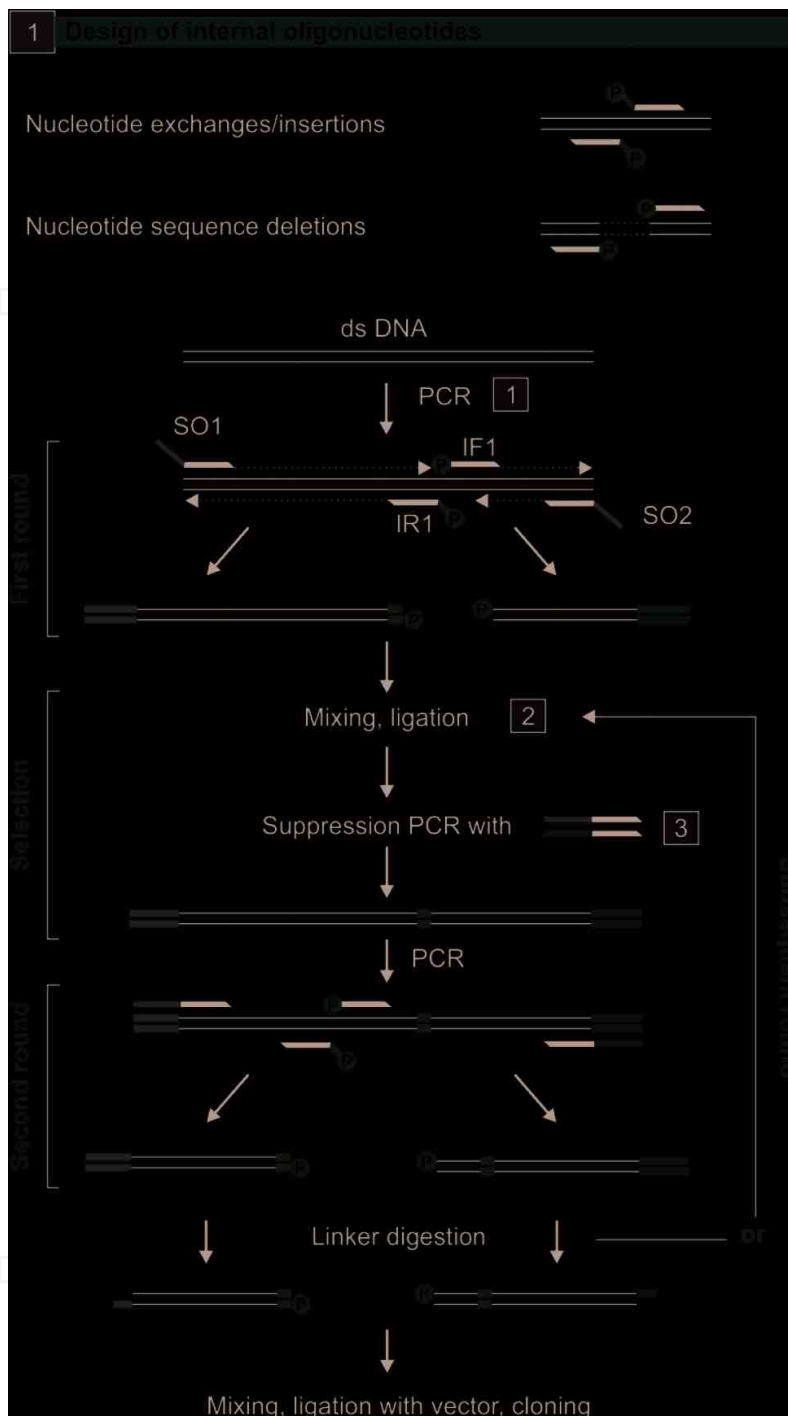 1 Design of internal oligonucleotides
P
Nucleotide exchanges/insertions
P
P
Nucleotide sequence deletions
P
ds DNA
PCR 1
SO1
P IF1
IR1 P
SO2
First round
P P
Mixing, ligation 2
Selection
Suppression PCR with 3
PCR
P
P
Second round
P P
Linker digestion
or
P P
Mixing, ligation with vector, cloning